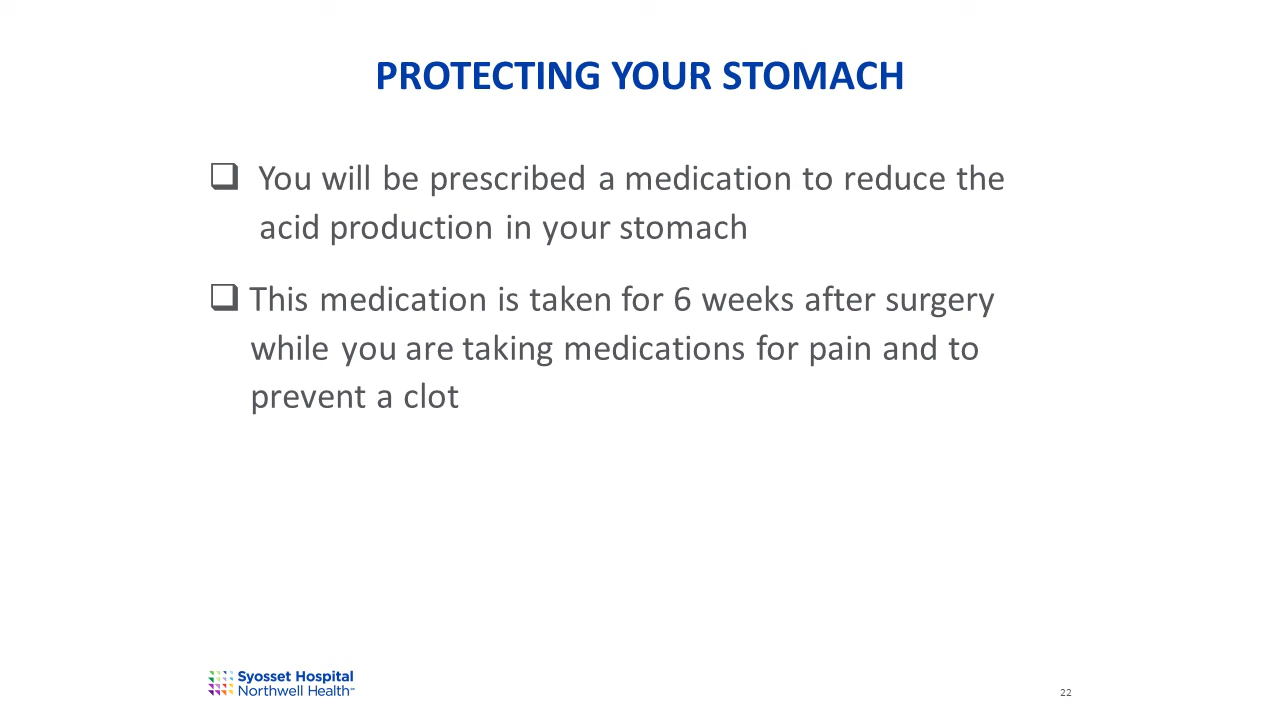 PROTECTING YOUR STOMACH
You will be prescribed a medication to reduce the
acid production in your stomach
This medication is taken for 6 weeks after surgery
while you are taking medications for pain and to
prevent a clot
Syosset Hospital
Northwell Health℠
22